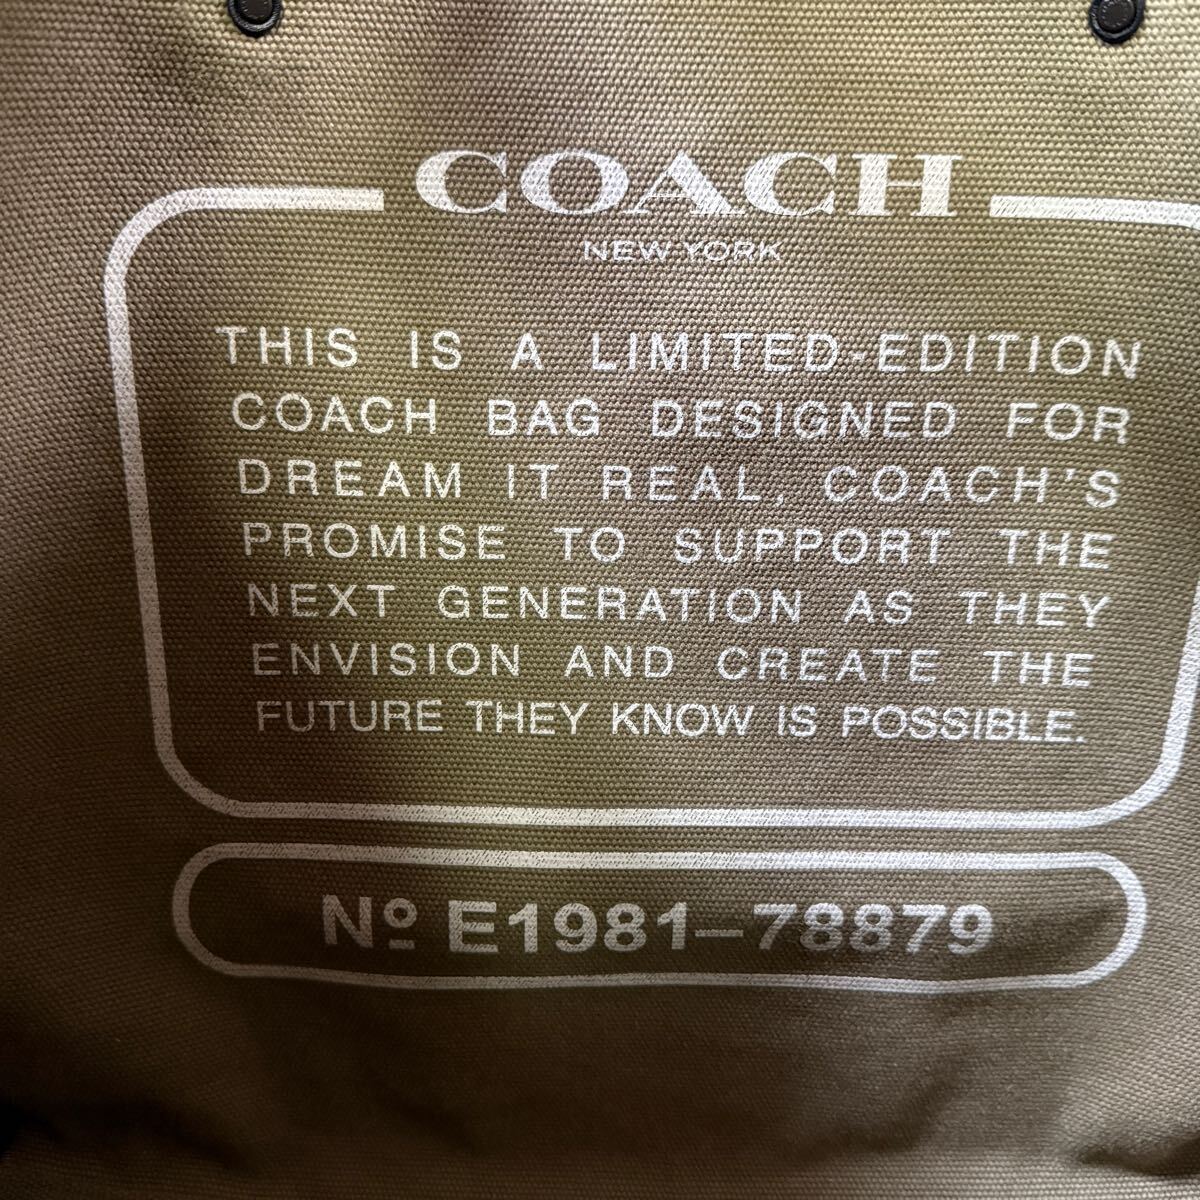 COACH
NEW YORK
THIS IS A LIMITED-EDITION
COACH BAG DESIGNED FOR
DREAM IT REAL, COACH'S
PROMISE TO SUPPORT THE
NEXT GENERATION AS THEY
ENVISION AND CREATE THE
FUTURE THEY KNOW IS POSSIBLE.
Nº E1981-78879